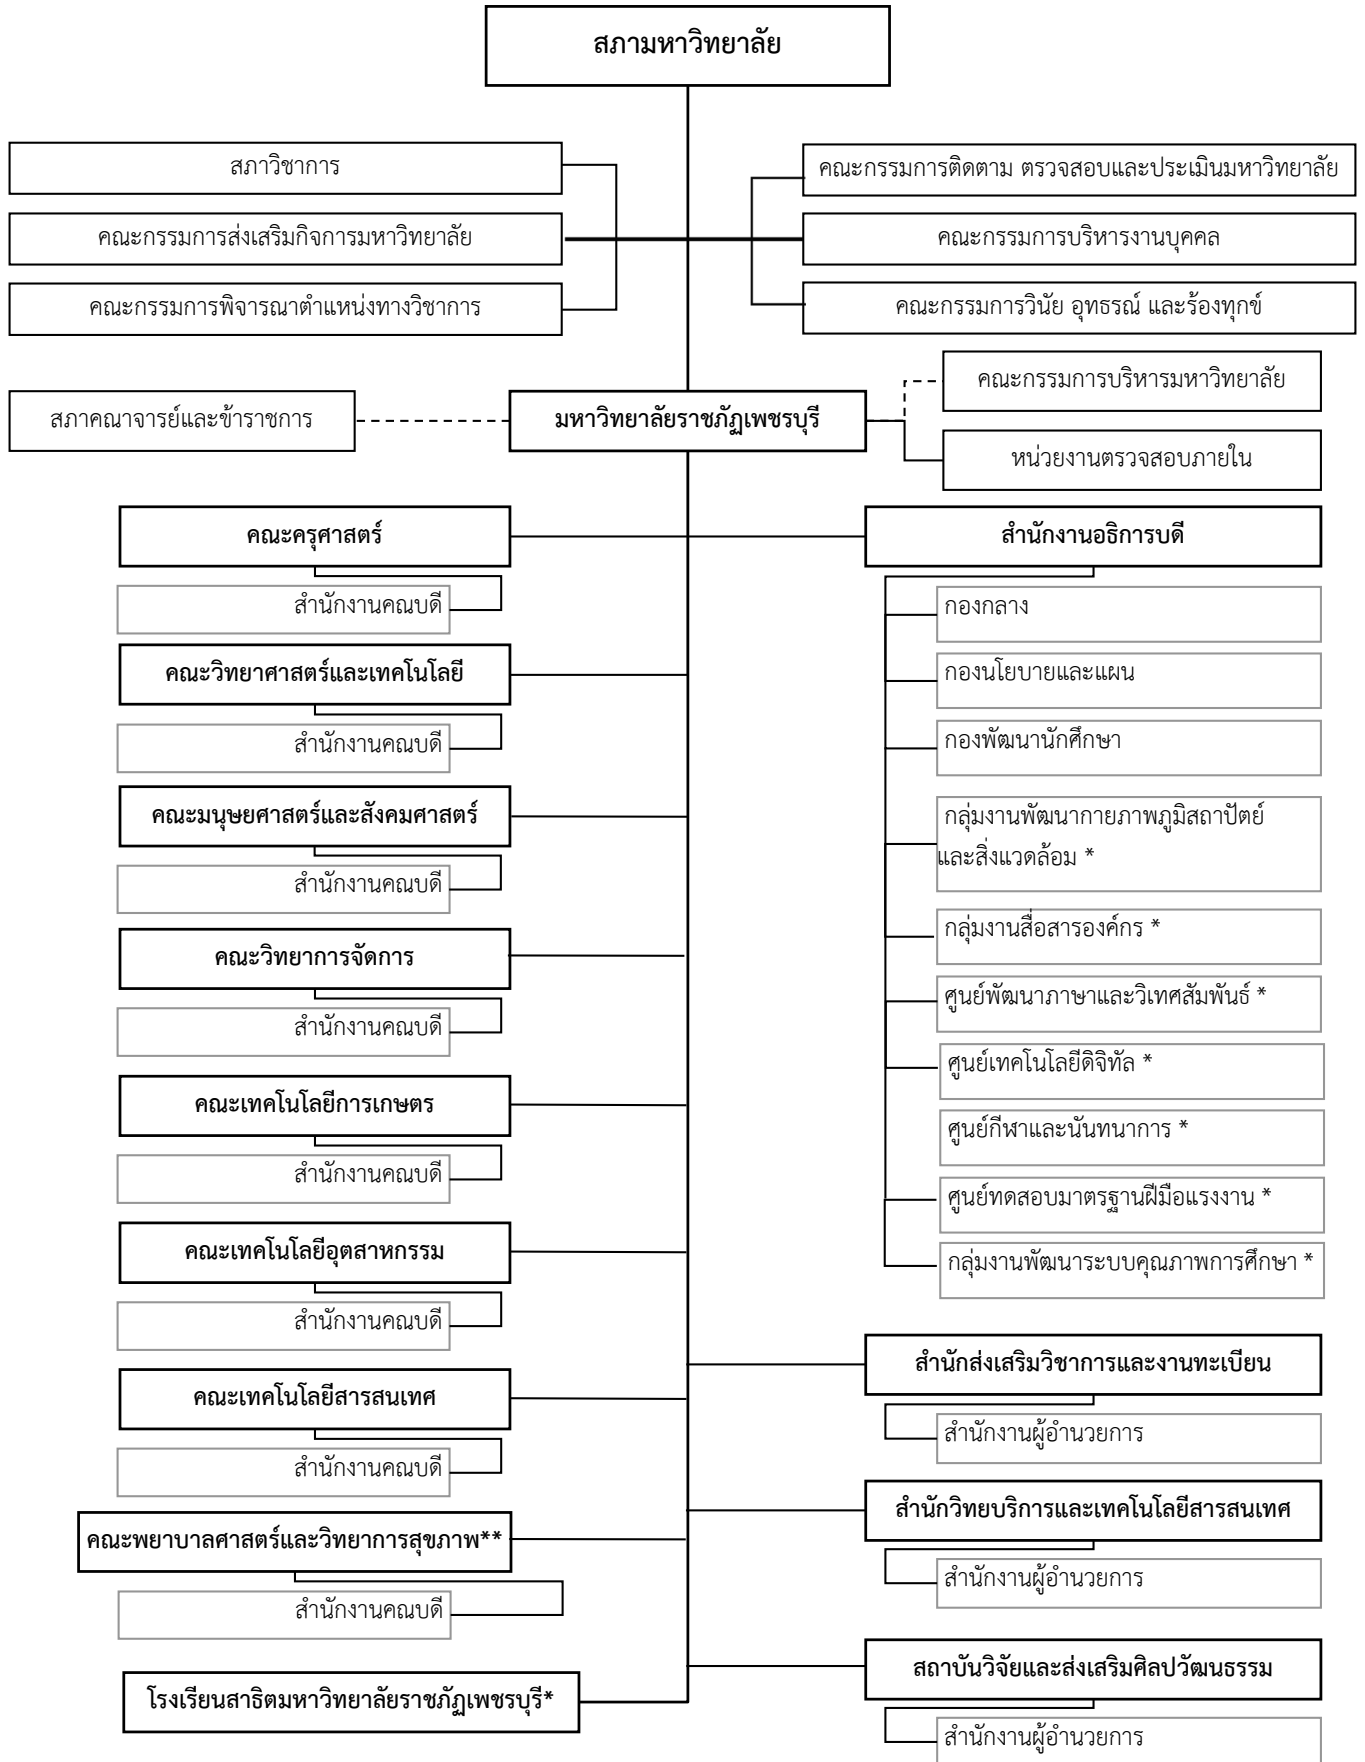 สภามหาวิทยาลัย
สภาวิชาการ
คณะกรรมการส่งเสริมกิจการมหาวิทยาลัย
คณะกรรมการพิจารณาตำแหน่งทางวิชาการ
คณะกรรมการติดตาม ตรวจสอบและประเมินมหาวิทยาลัย
คณะกรรมการบริหารงานบุคคล
คณะกรรมการวินัย อุทธรณ์ และร้องทุกข์
สภาคณาจารย์และข้าราชการ
มหาวิทยาลัยราชภัฏเพชรบุรี
คณะกรรมการบริหารมหาวิทยาลัย
หน่วยงานตรวจสอบภายใน
คณะครุศาสตร์
สำนักงานคณบดี
คณะวิทยาศาสตร์และเทคโนโลยี
สำนักงานคณบดี
คณะมนุษยศาสตร์และสังคมศาสตร์
สำนักงานคณบดี
คณะวิทยาการจัดการ
สำนักงานคณบดี
คณะเทคโนโลยีการเกษตร
สำนักงานคณบดี
คณะเทคโนโลยีอุตสาหกรรม
สำนักงานคณบดี
คณะเทคโนโลยีสารสนเทศ
สำนักงานคณบดี
คณะพยาบาลศาสตร์และวิทยาการสุขภาพ**
สำนักงานคณบดี
โรงเรียนสาธิตมหาวิทยาลัยราชภัฏเพชรบุรี*
สำนักงานอธิการบดี
กองกลาง
กองนโยบายและแผน
กองพัฒนานักศึกษา
กลุ่มงานพัฒนากายภาพภูมิสถาปัตย์
และสิ่งแวดล้อม *
กลุ่มงานสื่อสารองค์กร *
ศูนย์พัฒนาภาษาและวิเทศสัมพันธ์ *
ศูนย์เทคโนโลยีดิจิทัล *
ศูนย์กีฬาและนันทนาการ *
ศูนย์ทดสอบมาตรฐานฝีมือแรงงาน *
กลุ่มงานพัฒนาระบบคุณภาพการศึกษา *
สำนักส่งเสริมวิชาการและงานทะเบียน
สำนักงานผู้อำนวยการ
สำนักวิทยบริการและเทคโนโลยีสารสนเทศ
สำนักงานผู้อำนวยการ
สถาบันวิจัยและส่งเสริมศิลปวัฒนธรรม
สำนักงานผู้อำนวยการ